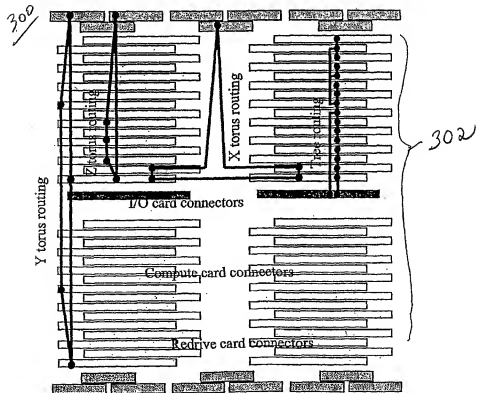 300
Z torus routing
X torus routing
Tree routing
302
I/O card connectors
Y torus routing
Compute card connectors
Redrive card connectors